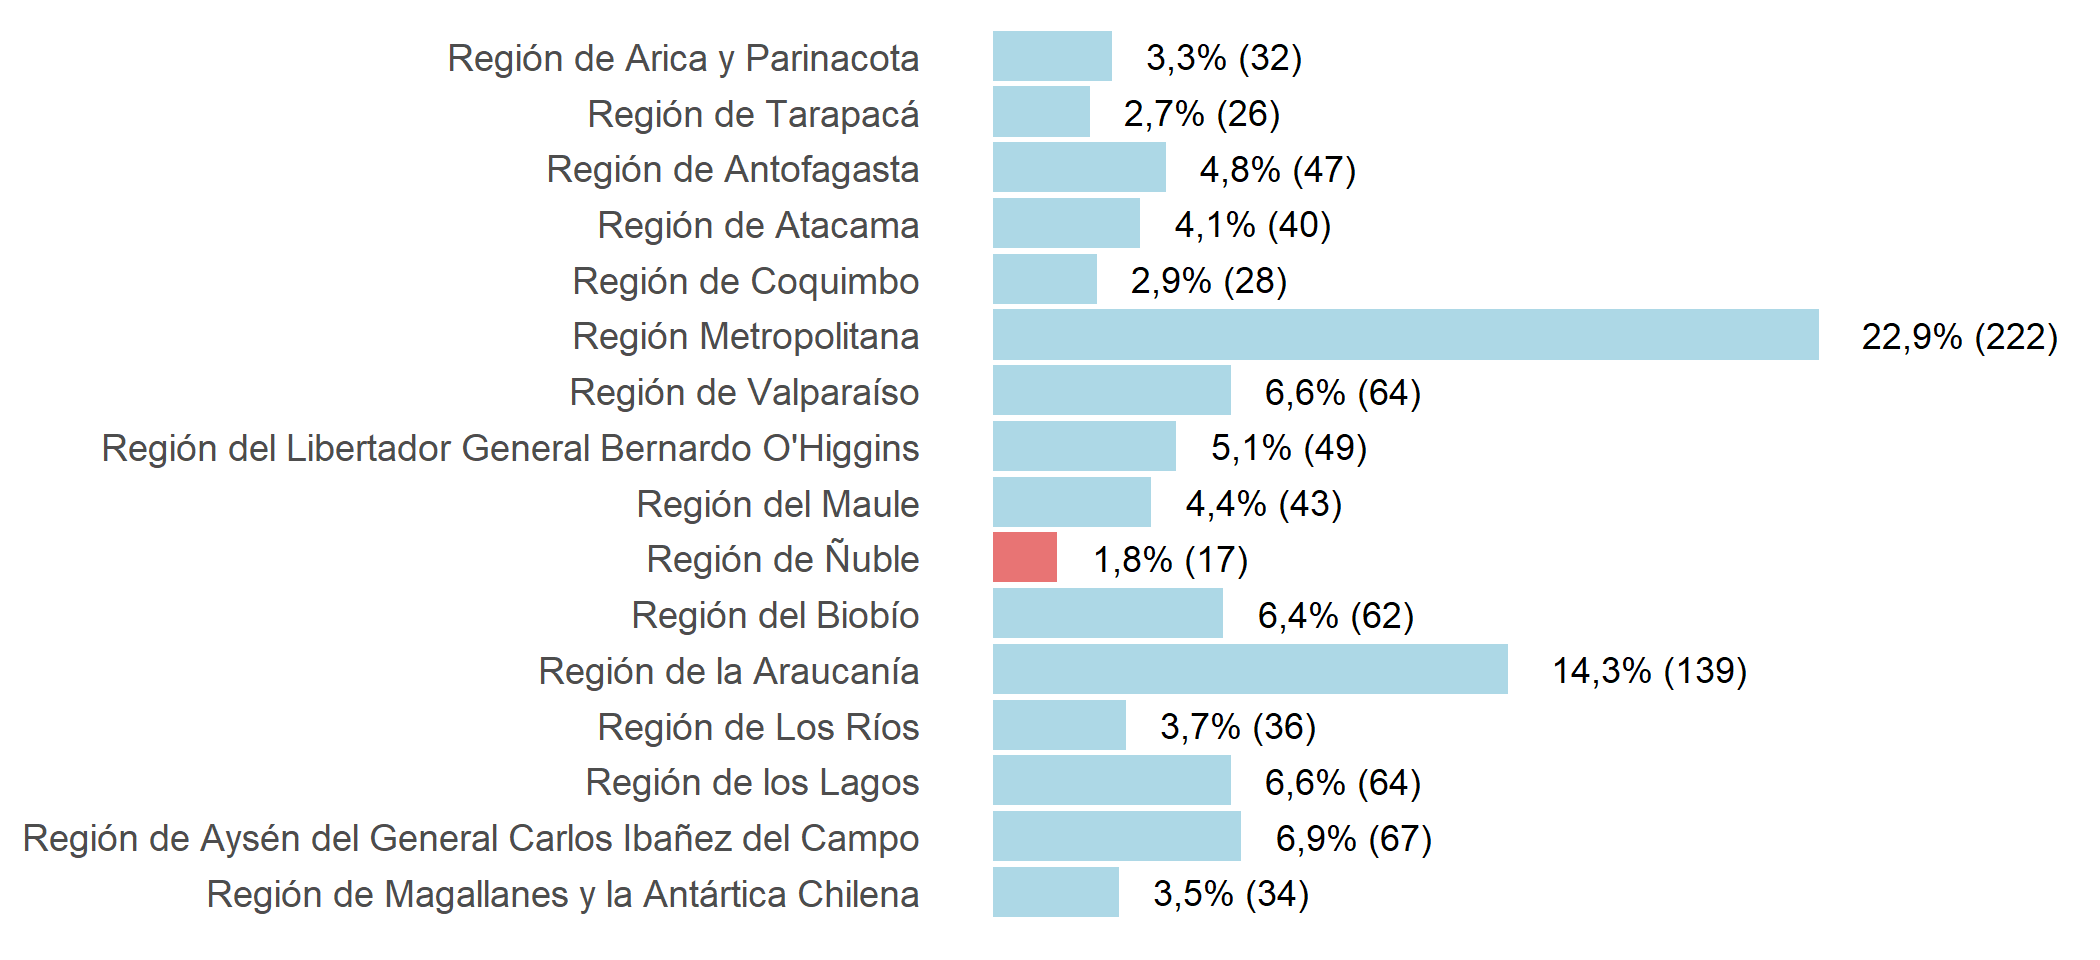 Región de Arica y Parinacota 3,3% (32)
Región de Tarapacá 2,7% (26)
Región de Antofagasta 4,8% (47)
Región de Atacama 4,1% (40)
Región de Coquimbo 2,9% (28)
Región Metropolitana 22,9% (222)
Región de Valparaíso 6,6% (64)
Región del Libertador General Bernardo O'Higgins 5,1% (49)
Región del Maule 4,4% (43)
Región de Ñuble 1,8% (17)
Región del Biobío 6,4% (62)
Región de la Araucanía 14,3% (139)
Región de Los Ríos 3,7% (36)
Región de los Lagos 6,6% (64)
Región de Aysén del General Carlos Ibañez del Campo 6,9% (67)
Región de Magallanes y la Antártica Chilena 3,5% (34)